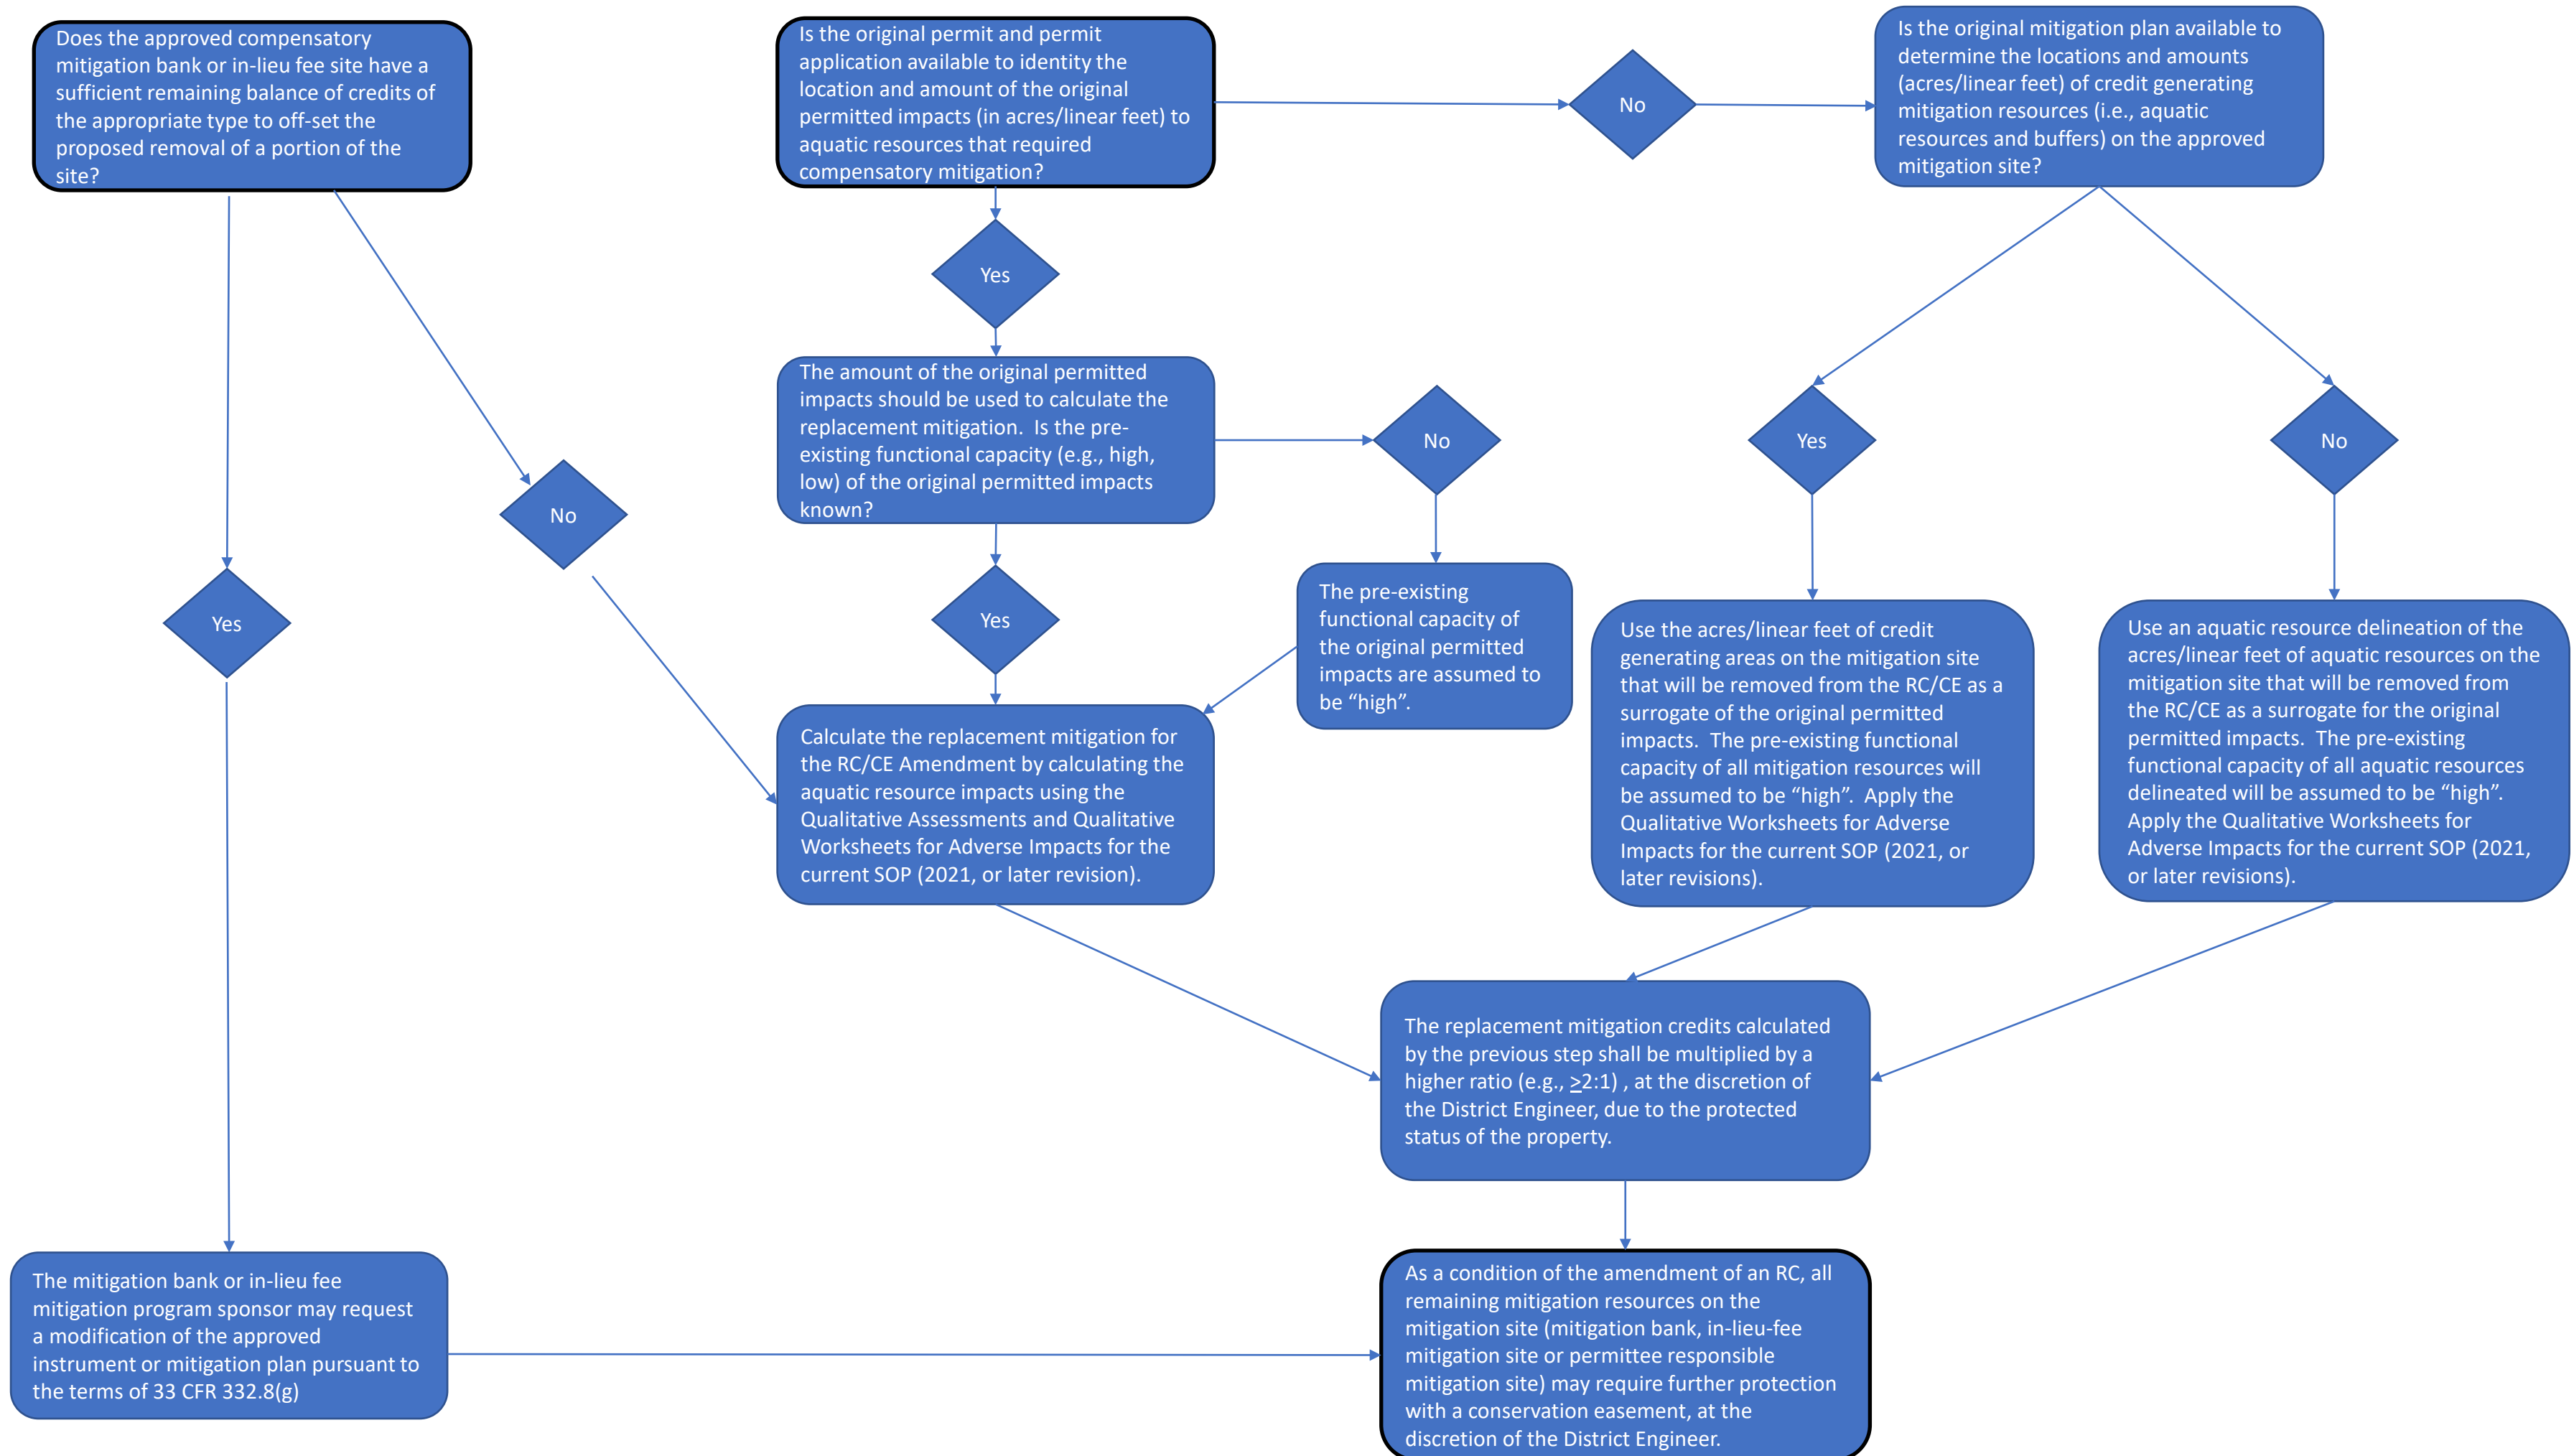 Does the approved compensatory
mitigation bank or in-lieu fee site have a
sufficient remaining balance of credits of
the appropriate type to off-set the
proposed removal of a portion of the
site?
Is the original permit and permit
application available to identity the
location and amount of the original
permitted impacts (in acres/linear feet) to
aquatic resources that required
compensatory mitigation?
No
Is the original mitigation plan available to
determine the locations and amounts
(acres/linear feet) of credit generating
mitigation resources (i.e., aquatic
resources and buffers) on the approved
mitigation site?
Yes
The amount of the original permitted
impacts should be used to calculate the
replacement mitigation.  Is the pre-
existing functional capacity (e.g., high,
low) of the original permitted impacts
known?
No
Yes
No
No
Yes
Yes
The pre-existing
functional capacity of
the original permitted
impacts are assumed to
be “high”.
Use the acres/linear feet of credit
generating areas on the mitigation site
that will be removed from the RC/CE as a
surrogate of the original permitted
impacts.  The pre-existing functional
capacity of all mitigation resources will
be assumed to be “high”.  Apply the
Qualitative Worksheets for Adverse
Impacts for the current SOP (2021, or
later revisions).
Use an aquatic resource delineation of the
acres/linear feet of aquatic resources on the
mitigation site that will be removed from
the RC/CE as a surrogate for the original
permitted impacts.  The pre-existing
functional capacity of all aquatic resources
delineated will be assumed to be “high”.
Apply the Qualitative Worksheets for
Adverse Impacts for the current SOP (2021,
or later revisions).
Calculate the replacement mitigation for
the RC/CE Amendment by calculating the
aquatic resource impacts using the
Qualitative Assessments and Qualitative
Worksheets for Adverse Impacts for the
current SOP (2021, or later revision).
The replacement mitigation credits calculated
by the previous step shall be multiplied by a
higher ratio (e.g., ≥2:1) , at the discretion of
the District Engineer, due to the protected
status of the property.
The mitigation bank or in-lieu fee
mitigation program sponsor may request
a modification of the approved
instrument or mitigation plan pursuant to
the terms of 33 CFR 332.8(g)
As a condition of the amendment of an RC, all
remaining mitigation resources on the
mitigation site (mitigation bank, in-lieu-fee
mitigation site or permittee responsible
mitigation site) may require further protection
with a conservation easement, at the
discretion of the District Engineer.